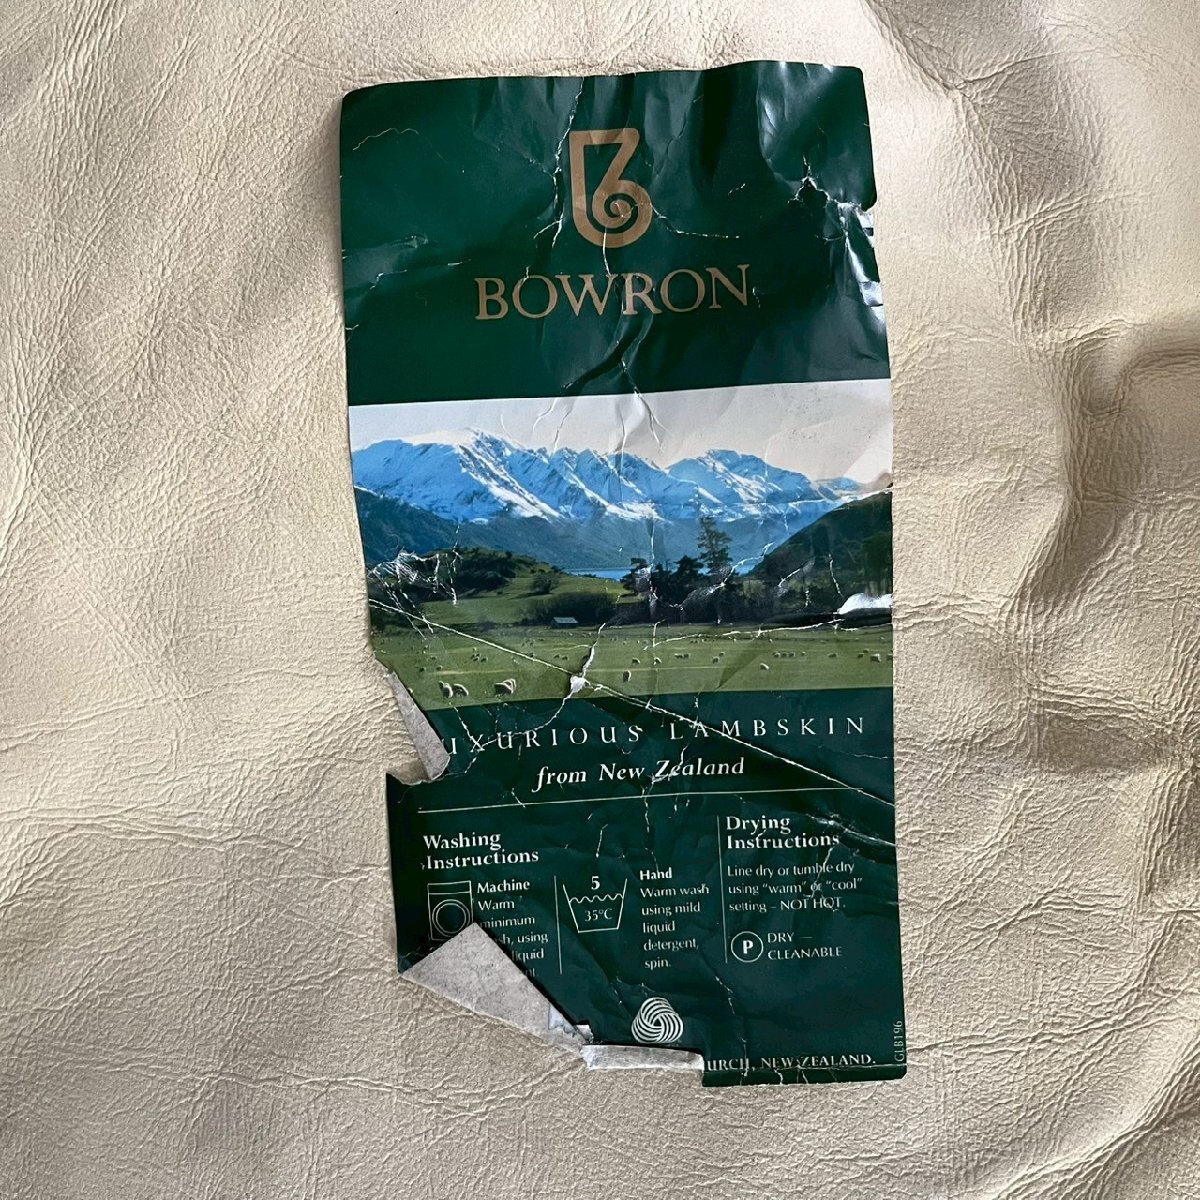 BOWRON
UXURIOUS LAMBSKIN
from New Zealand
Washing
Instructions
Machine
Warm
minimum
using
liquid
5
35°C
Hand
Warm wash
using mild
liquid
detergent,
spin.
Drying
Instructions
Line dry or tumble dry
using "warm" or "cool"
setting – NOT HOT.
P
DRY —
CLEANABLE
URCH, NEW ZEALAND.
GLB196